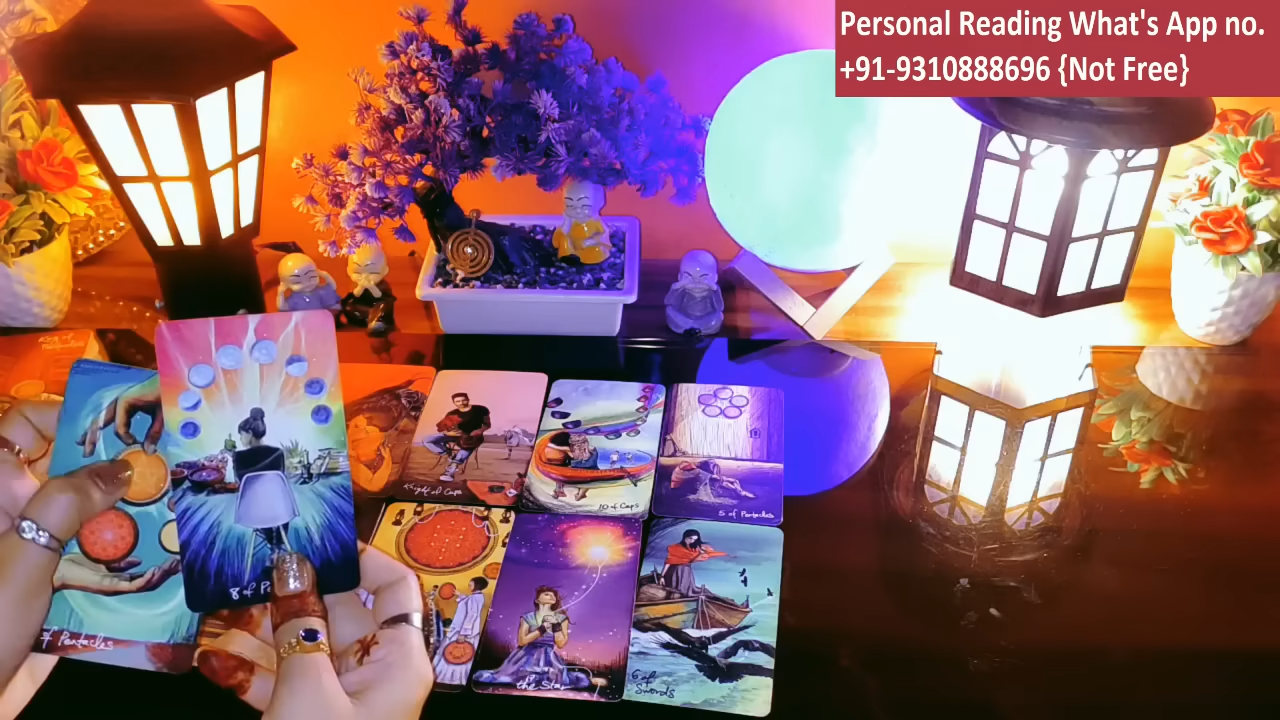 Personal Reading What's App no.
+91-9310888696 {Not Free}
Knight of Cups
10 of Cups
5 of Pentacles
8 of P
7 Pentacles
the Star
6 of
Swords